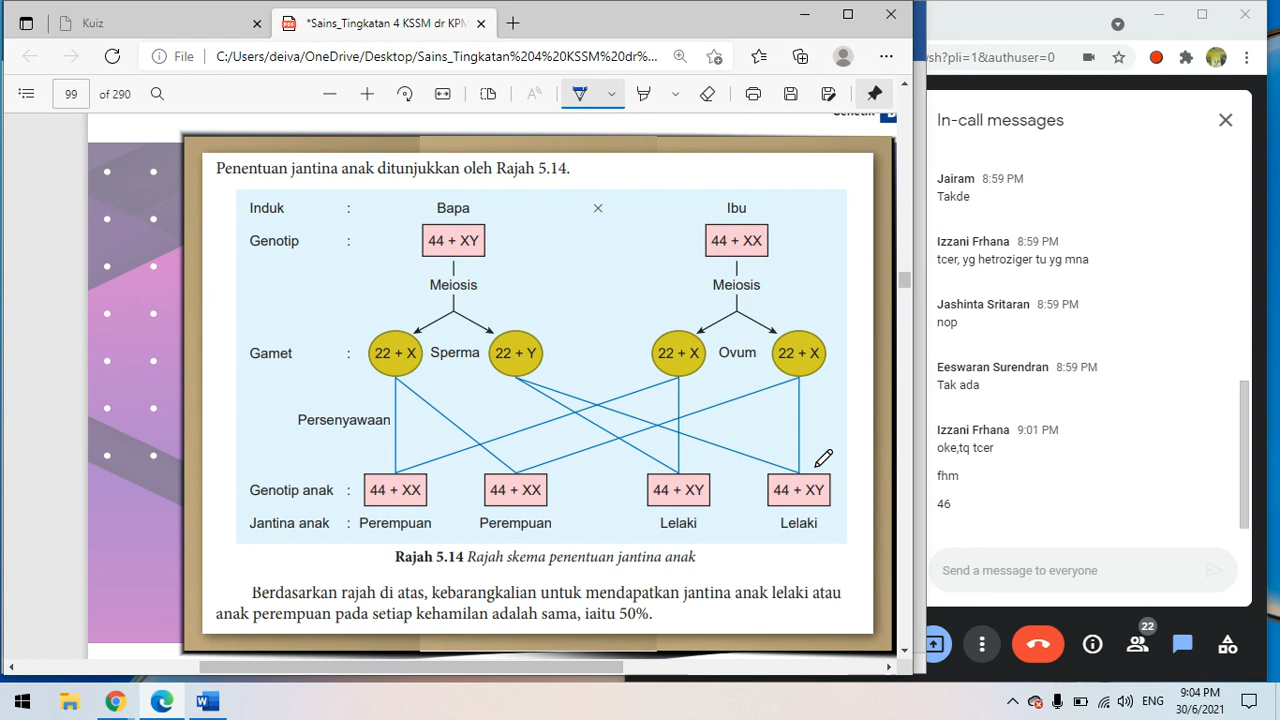 Kuiz
*Sains_Tingkatan 4 KSSM dr KPM
File
C:/Users/deiva/OneDrive/Desktop/Sains_Tingkatan%204%20KSSM%20dr%...
wsh?pli=1&authuser=0
99 of 290
Penentuan jantina anak ditunjukkan oleh Rajah 5.14.
Induk : Bapa × Ibu
Genotip : 44 + XY 44 + XX
Meiosis Meiosis
Gamet : 22 + X Sperma 22 + Y 22 + X Ovum 22 + X
Persenyawaan
Genotip anak : 44 + XX 44 + XX 44 + XY 44 + XY
Jantina anak : Perempuan Perempuan Lelaki Lelaki
Rajah 5.14 Rajah skema penentuan jantina anak
Berdasarkan rajah di atas, kebarangkalian untuk mendapatkan jantina anak lelaki atau
anak perempuan pada setiap kehamilan adalah sama, iaitu 50%.
In-call messages
Jairam 8:59 PM
Takde
Izzani Frhana 8:59 PM
tcer, yg hetroziger tu yg mna
Jashinta Sritaran 8:59 PM
nop
Eeswaran Surendran 8:59 PM
Tak ada
Izzani Frhana 9:01 PM
oke,tq tcer
fhm
46
Send a message to everyone
22
ENG
9:04 PM
30/6/2021